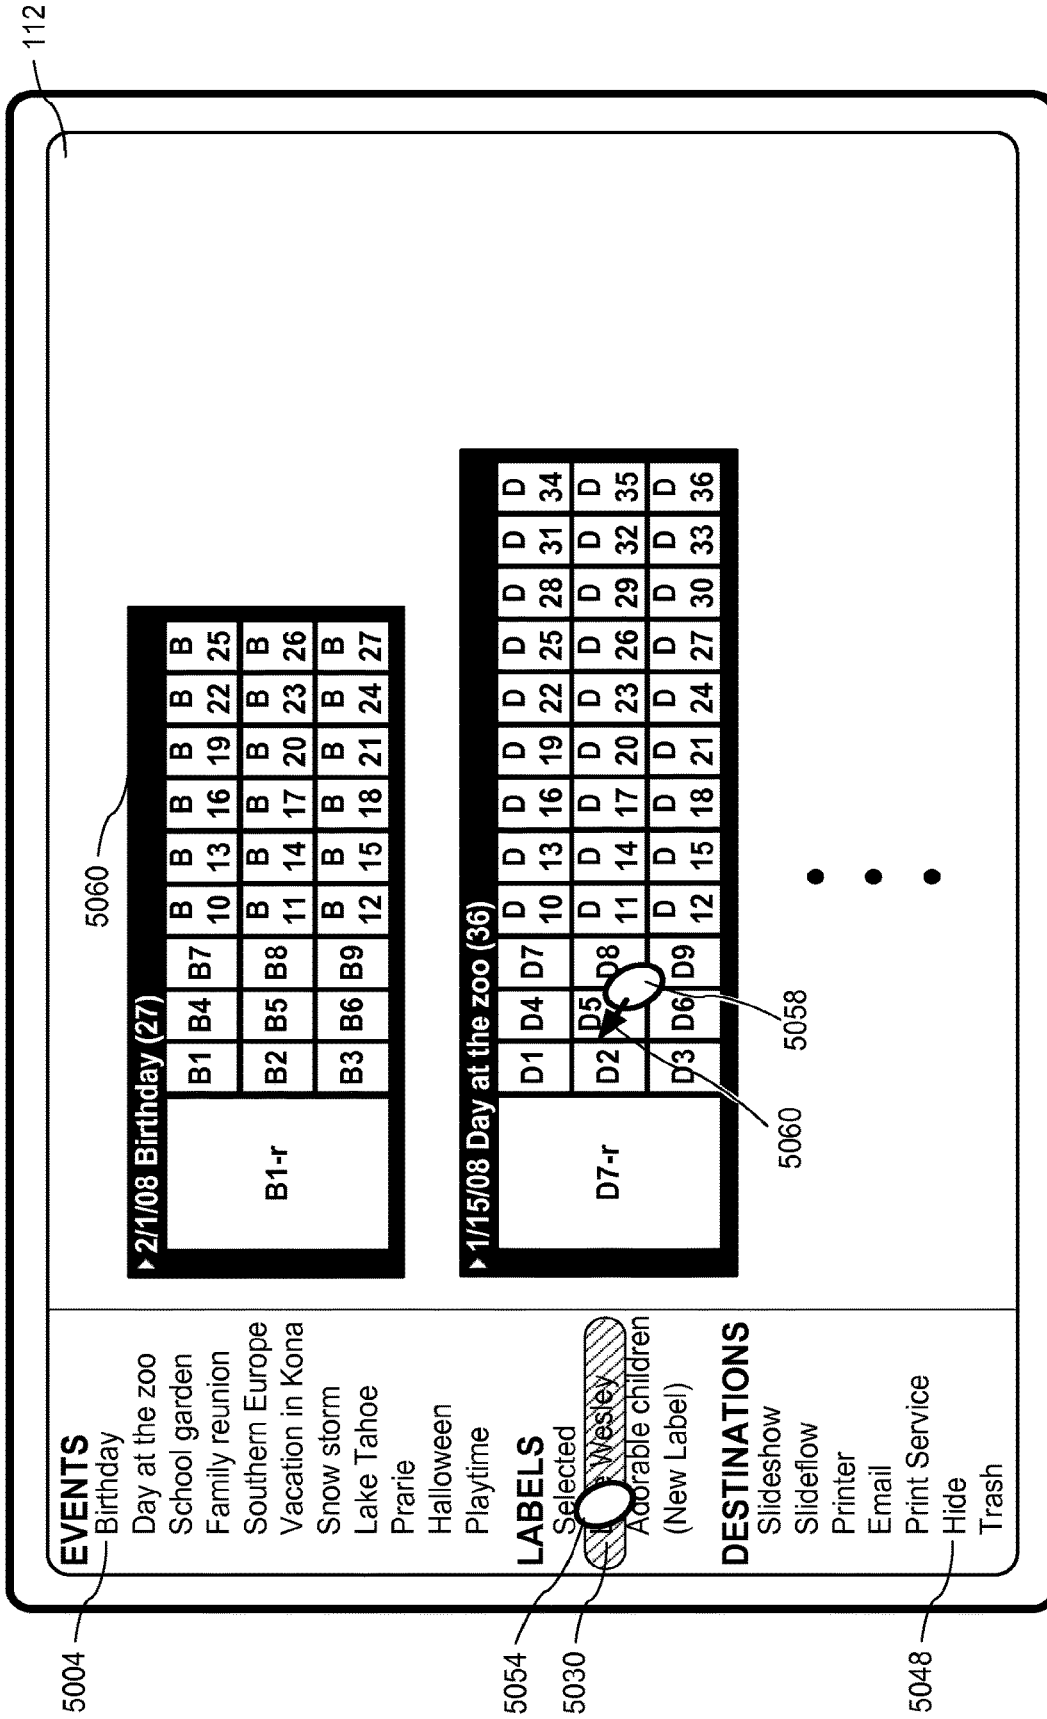 112
5004
EVENTS
Birthday
Day at the zoo
School garden
Family reunion
Southern Europe
Vacation in Kona
Snow storm
Lake Tahoe
Prarie
Halloween
Playtime
5054
5030
LABELS
Selected
Wesley
Adorable children
(New Label)
DESTINATIONS
Slideshow
Slideflow
Printer
Email
Print Service
Hide
Trash
5048
5060
2/1/08 Birthday (27)
B1-r
B1 B4 B7 B 10 B 13 B 16 B 19 B 22 B 25
B2 B5 B8 B 11 B 14 B 17 B 20 B 23 B 26
B3 B6 B9 B 12 B 15 B 18 B 21 B 24 B 27
1/15/08 Day at the zoo (36)
D7-r
D1 D4 D7 D 10 D 13 D 16 D 19 D 22 D 25 D 28 D 31 D 34
D2 D5 D8 D 11 D 14 D 17 D 20 D 23 D 26 D 29 D 32 D 35
D3 D6 D9 D 12 D 15 D 18 D 21 D 24 D 27 D 30 D 33 D 36
5060
5058